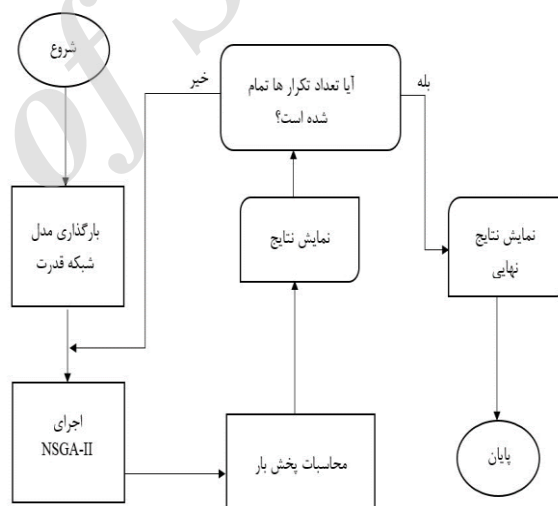 شروع
بارگذاری مدل
شبکه قدرت
اجرای
NSGA-II
محاسبات پخش بار
نمایش نتایج
آیا تعداد تکرار ها تمام
شده است؟
خیر
بله
نمایش نتایج
نهایی
پایان
of S